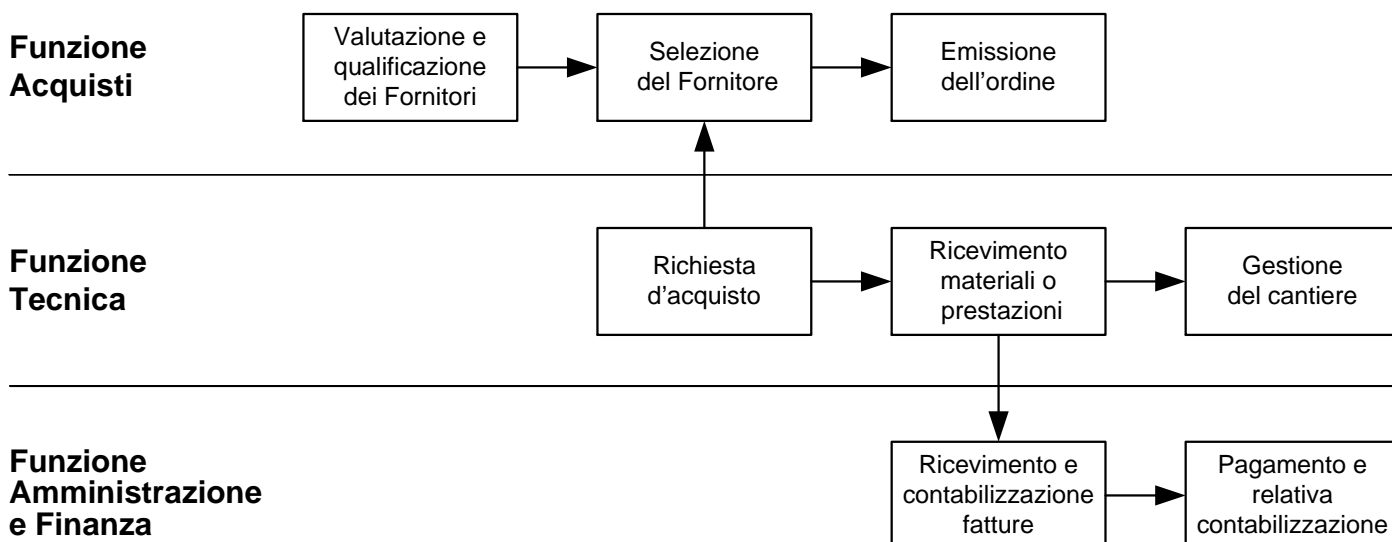 Funzione
Acquisti
Valutazione e
qualificazione
dei Fornitori
Selezione
del Fornitore
Emissione
dell’ordine
Funzione
Tecnica
Richiesta
d’acquisto
Ricevimento
materiali o
prestazioni
Gestione
del cantiere
Funzione
Amministrazione
e Finanza
Ricevimento e
contabilizzazione
fatture
Pagamento e
relativa
contabilizzazione